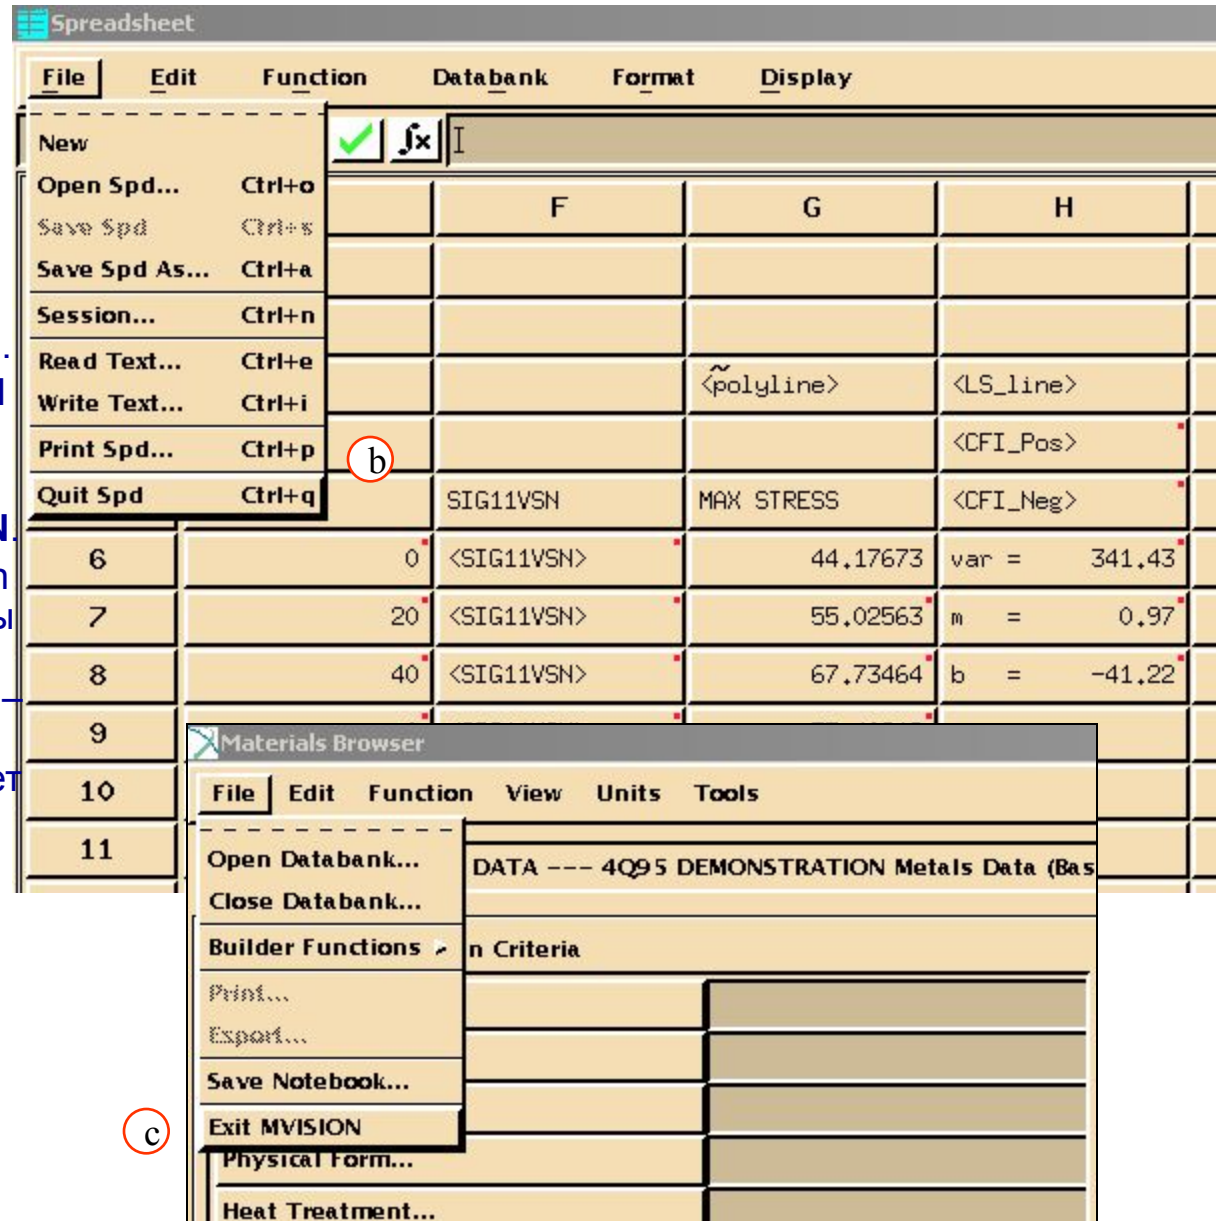 Spreadsheet
File Edit Function Databank Format Display
New
Open Spd... Ctrl+o
Save Spd Ctrl+s
Save Spd As... Ctrl+a
Session... Ctrl+n
Read Text... Ctrl+e
Write Text... Ctrl+i
Print Spd... Ctrl+p
Quit Spd Ctrl+q
F G H
<polyline> <LS_line>
<CFI_Pos>
SIG11VSN MAX STRESS <CFI_Neg>
6 0 <SIG11VSN> 44.17673 var = 341.43
7 20 <SIG11VSN> 55.02563 m = 0.97
8 40 <SIG11VSN> 67.73464 b = -41.22
9
10
11
b
Materials Browser
File Edit Function View Units Tools
Open Databank...
Close Databank...
Builder Functions
Print...
Export...
Save Notebook...
Exit MVISION
DATA --- 4Q95 DEMONSTRATION Metals Data (Bas
n Criteria
Physical Form...
Heat Treatment...
c